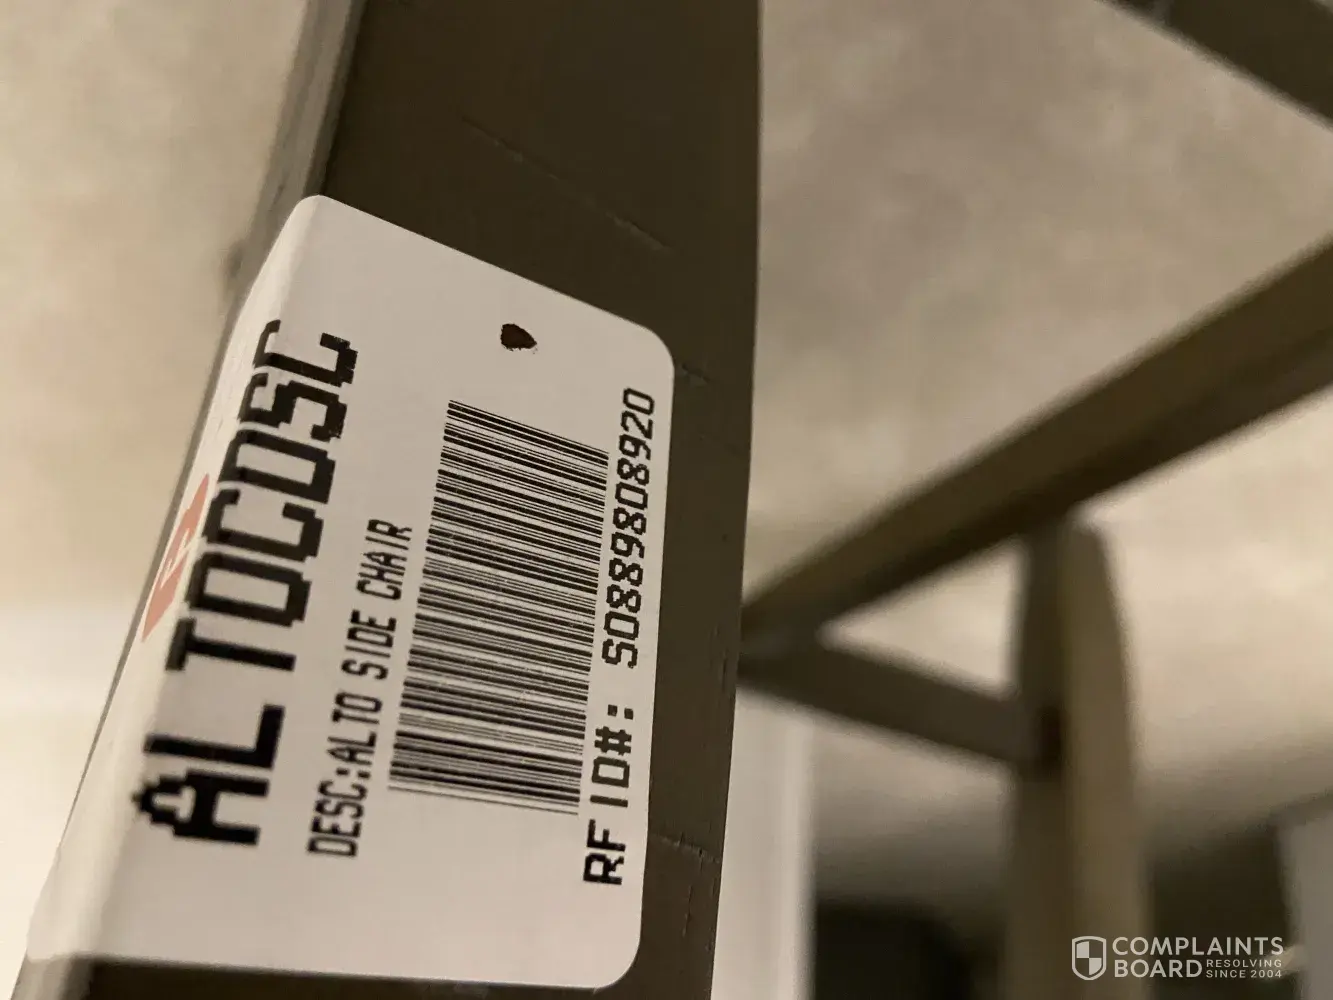 ALTOCDSC
DESC:ALTO SIDE CHAIR
RFID#: S0889808920
COMPLAINTS
BOARD RESOLVING
SINCE 2004